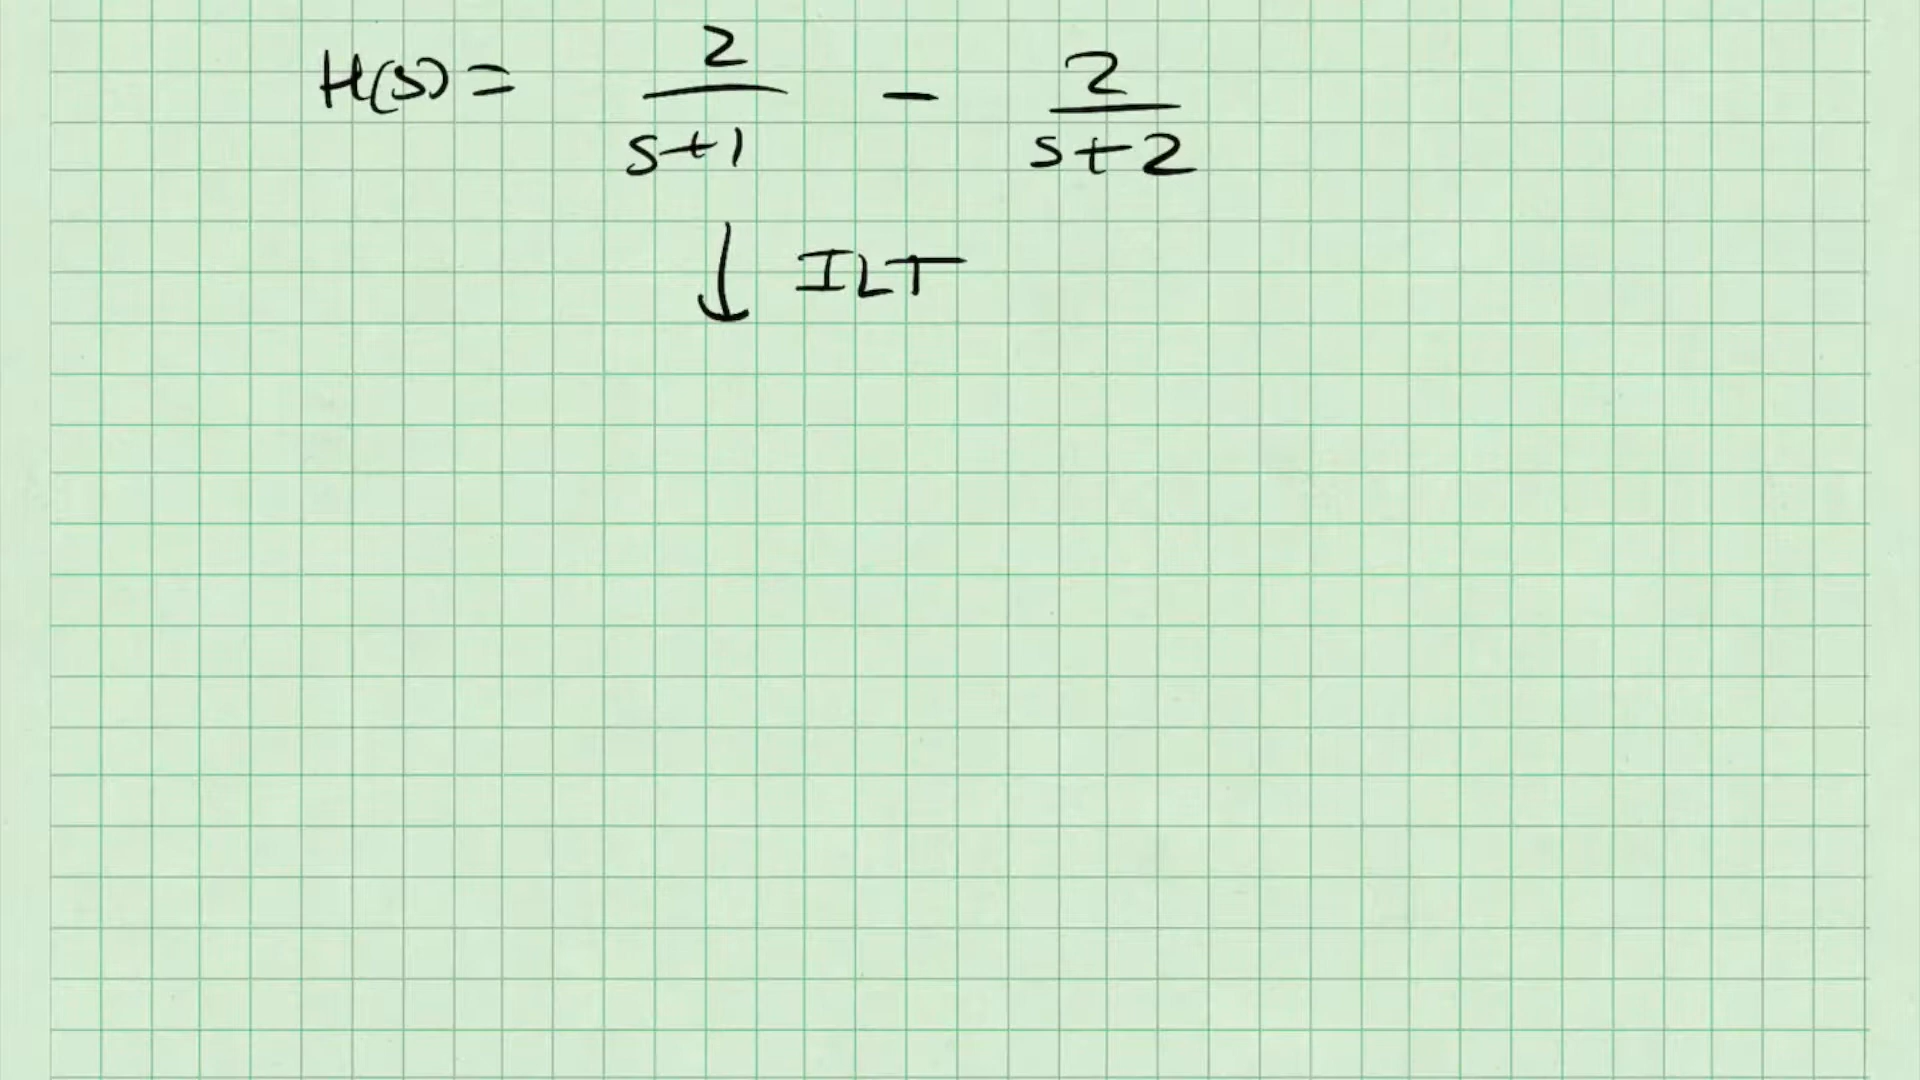 H(s) = 2/(s+1) - 2/(s+2)
↓ ILT